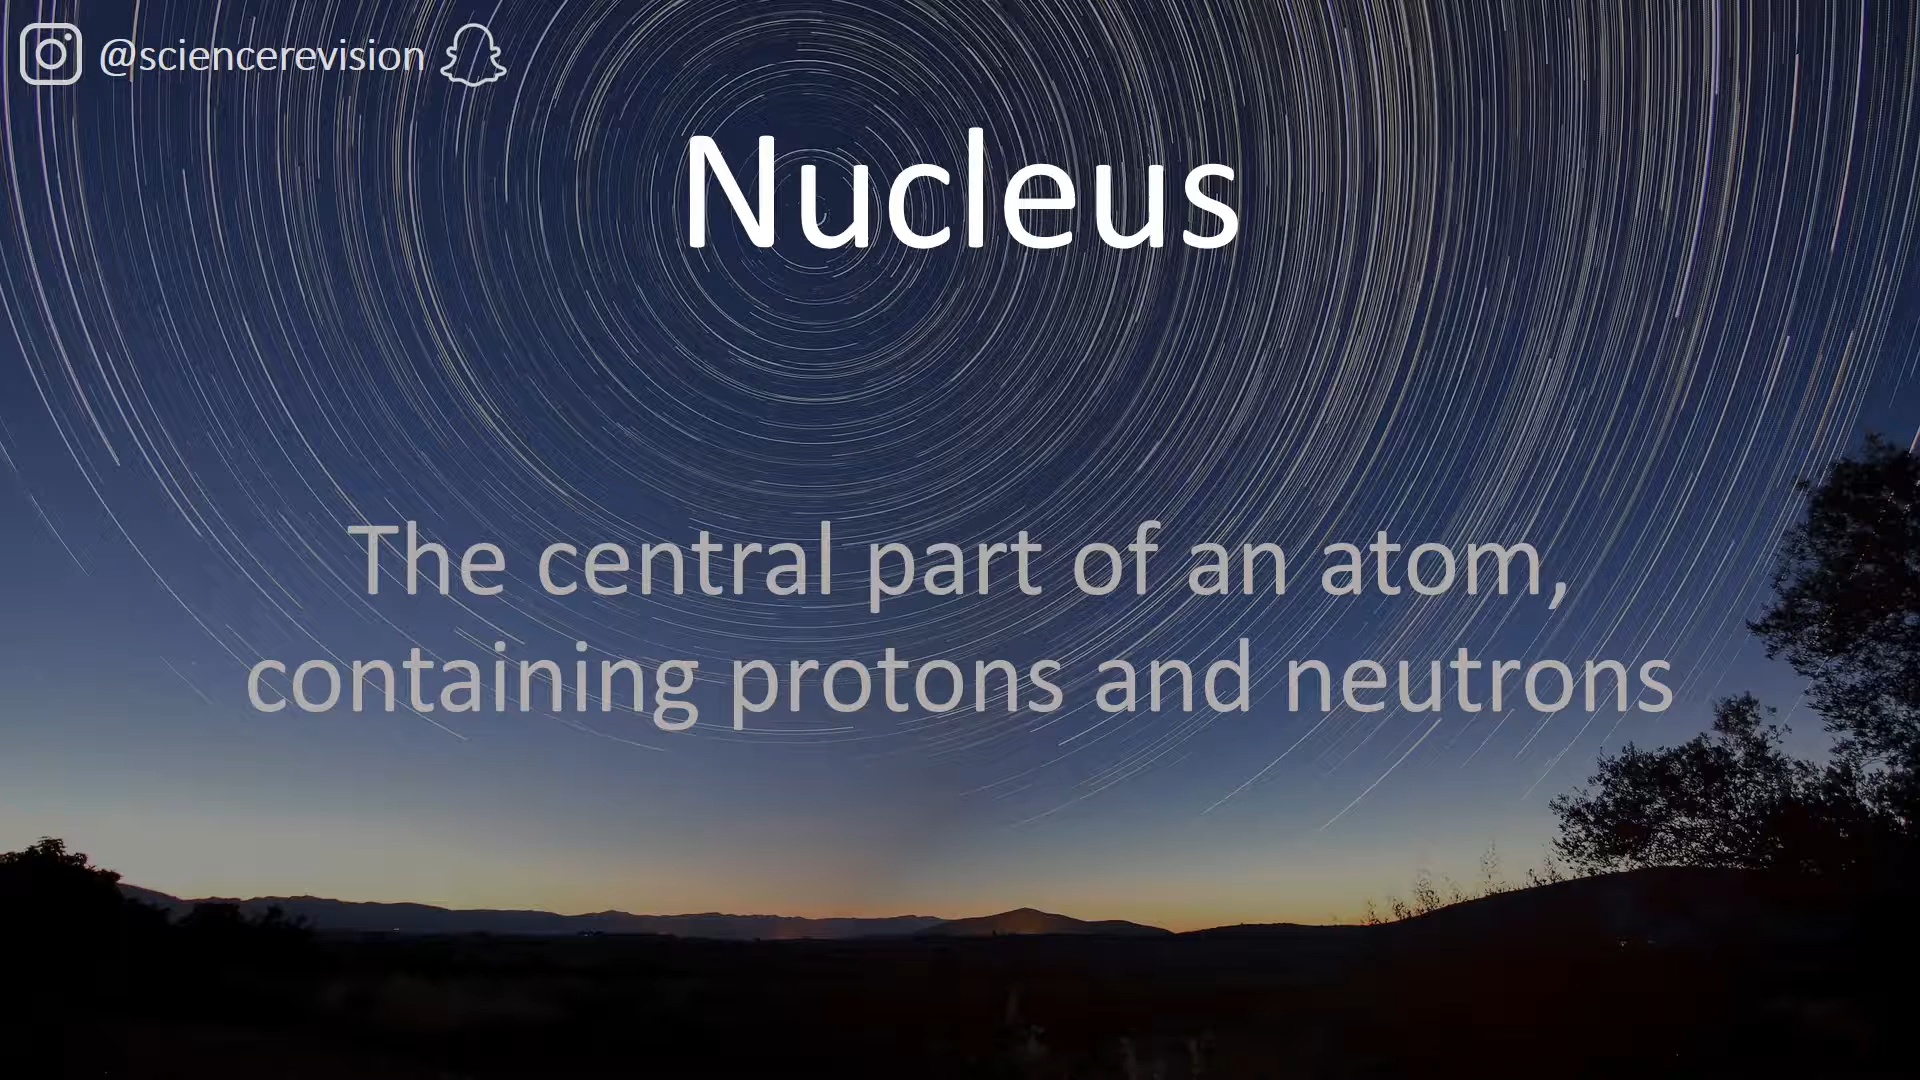 @sciencerevision
Nucleus
The central part of an atom,
containing protons and neutrons